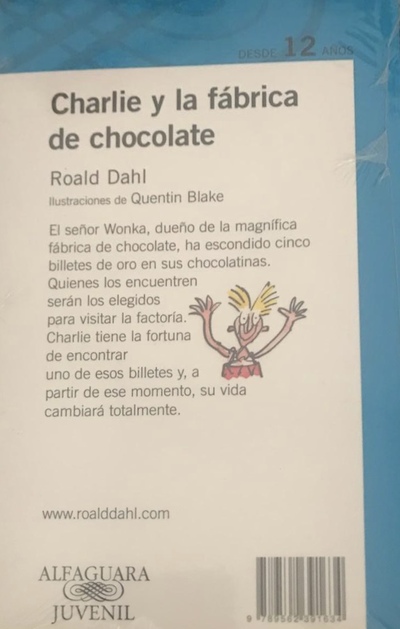 DESDE 12 AÑOS
Charlie y la fábrica
de chocolate
Roald Dahl
Ilustraciones de Quentin Blake
El señor Wonka, dueño de la magnífica
fábrica de chocolate, ha escondido cinco
billetes de oro en sus chocolatinas.
Quienes los encuentren
serán los elegidos
para visitar la factoría.
Charlie tiene la fortuna
de encontrar
uno de esos billetes y, a
partir de ese momento, su vida
cambiará totalmente.
www.roalddahl.com
ALFAGUARA
JUVENIL